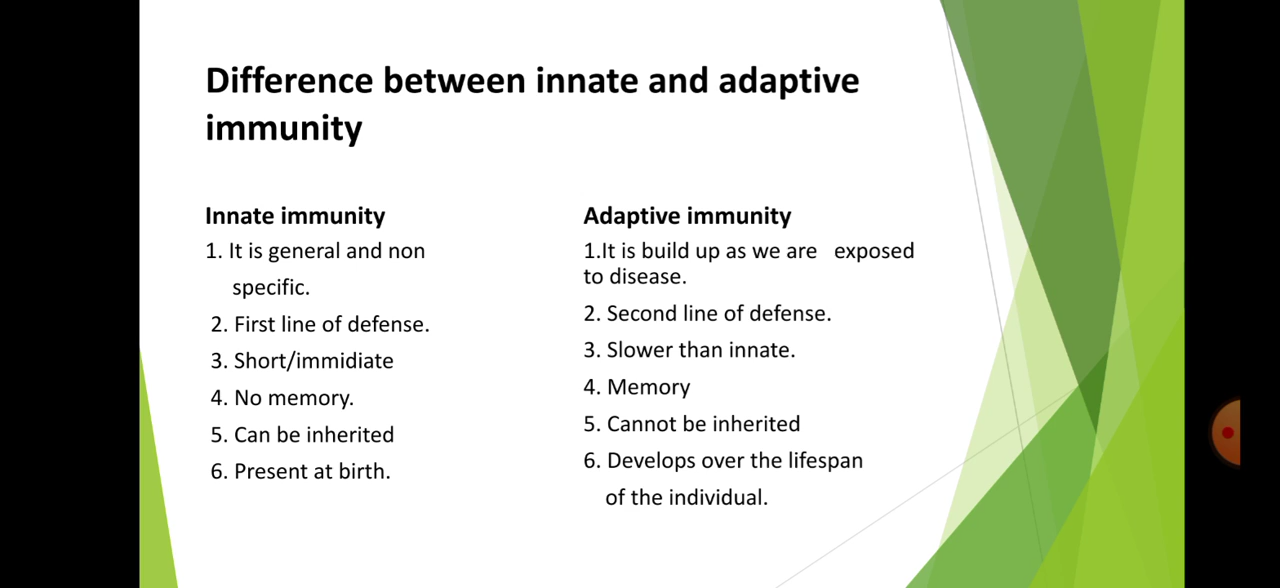 Difference between innate and adaptive
immunity
Innate immunity
1. It is general and non
specific.
2. First line of defense.
3. Short/immidiate
4. No memory.
5. Can be inherited
6. Present at birth.
Adaptive immunity
1.It is build up as we are exposed
to disease.
2. Second line of defense.
3. Slower than innate.
4. Memory
5. Cannot be inherited
6. Develops over the lifespan
of the individual.